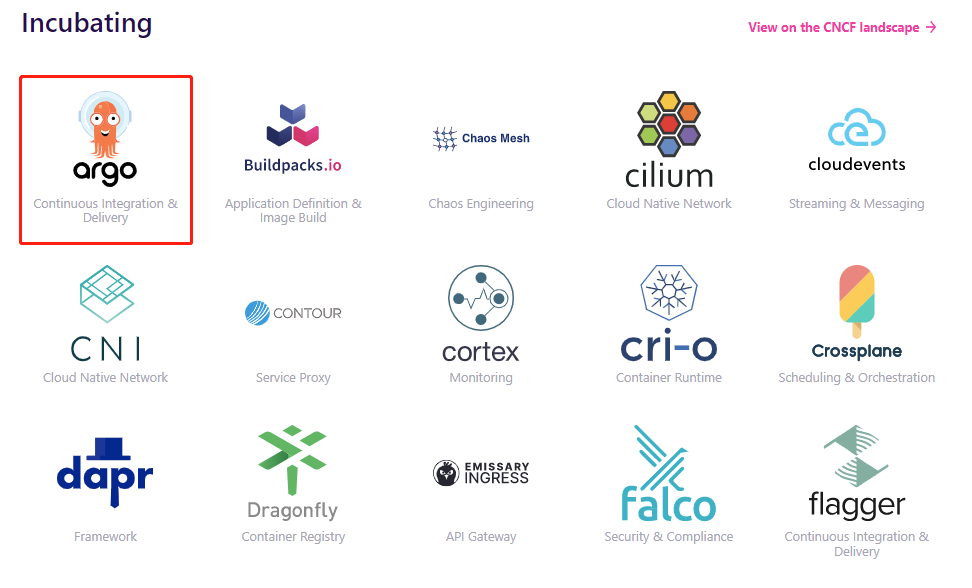 Incubating
View on the CNCF landscape →
argo
Continuous Integration &
Delivery
Buildpacks.io
Application Definition &
Image Build
Chaos Mesh
Chaos Engineering
cilium
Cloud Native Network
cloudevents
Streaming & Messaging
CNI
Cloud Native Network
CONTOUR
Service Proxy
cortex
Monitoring
cri-o
Container Runtime
Crossplane
Scheduling & Orchestration
dapr
Framework
Dragonfly
Container Registry
EMISSARY
INGRESS
API Gateway
falco
Security & Compliance
flagger
Continuous Integration &
Delivery